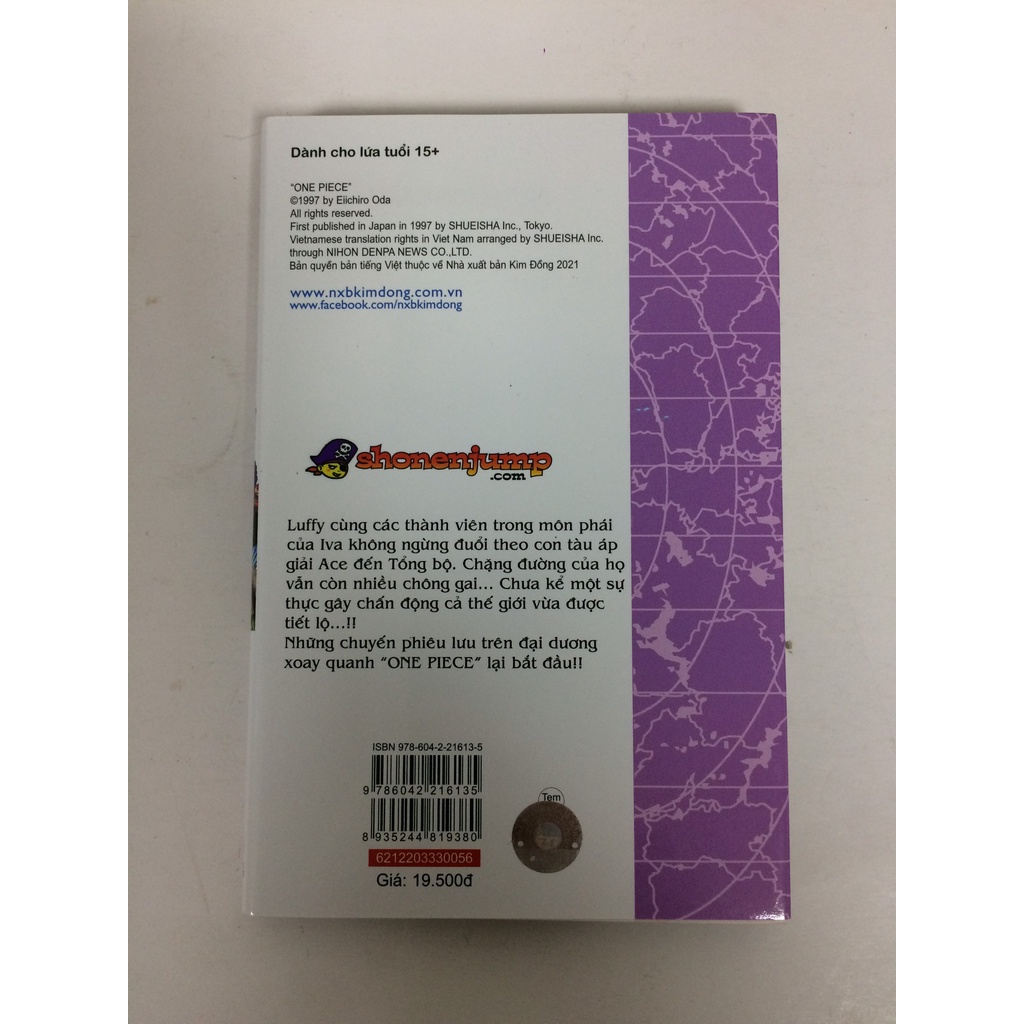 Dành cho lứa tuổi 15+
"ONE PIECE"
©1997 by Eiichiro Oda
All rights reserved.
First published in Japan in 1997 by SHUEISHA Inc., Tokyo.
Vietnamese translation rights in Viet Nam arranged by SHUEISHA Inc.
through NIHON DENPA NEWS CO.,LTD.
Bản quyền bản tiếng Việt thuộc về Nhà xuất bản Kim Đồng 2021
www.nxbkimdong.com.vn
www.facebook.com/nxbkimdong
shonenjump
.com
Luffy cùng các thành viên trong môn phái
của Iva không ngừng đuổi theo con tàu áp
giải Ace đến Tổng bộ. Chặng đường của họ
vẫn còn nhiều chông gai... Chưa kể một sự
thực gây chấn động cả thế giới vừa được
tiết lộ...!!
Những chuyến phiêu lưu trên đại dương
xoay quanh "ONE PIECE" lại bắt đầu!!
ISBN 978-604-2-21613-5
9 786042 216135
8 935244 819380
6212203330056
Giá: 19.500đ
Tem